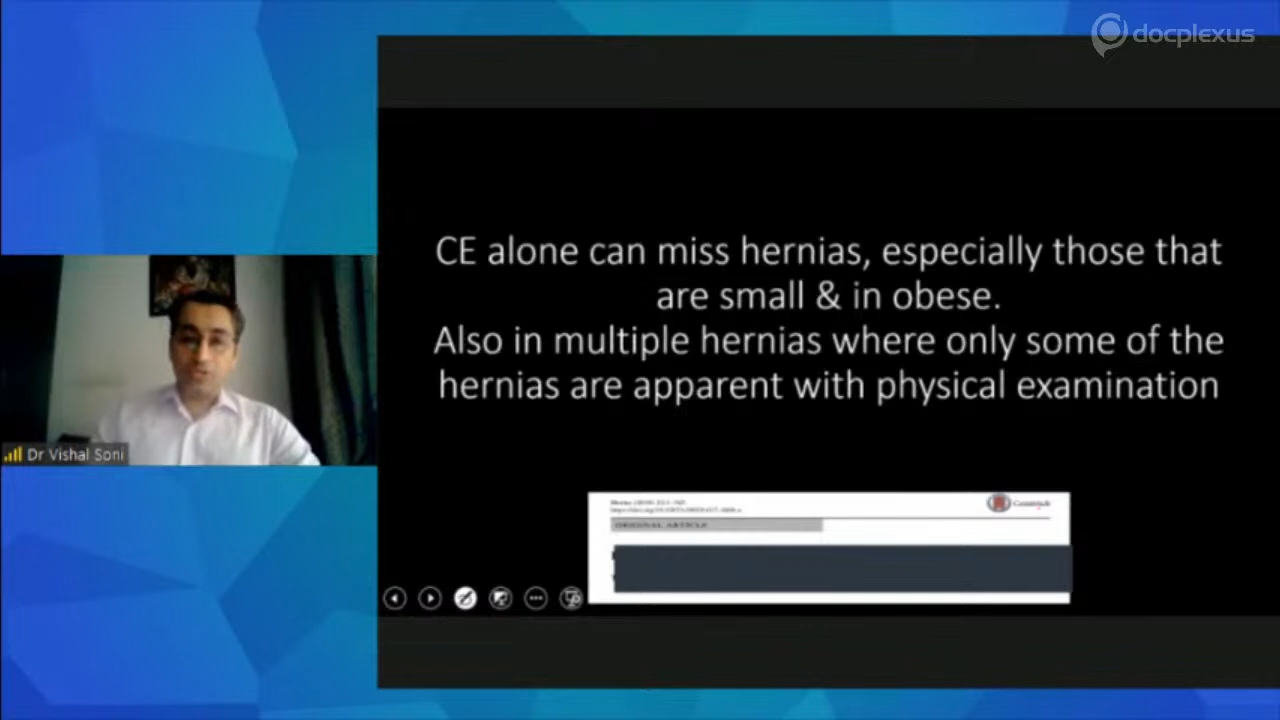 docplexus
CE alone can miss hernias, especially those that
are small & in obese.
Also in multiple hernias where only some of the
hernias are apparent with physical examination
Dr Vishal Soni
ORIGINAL ARTICLE